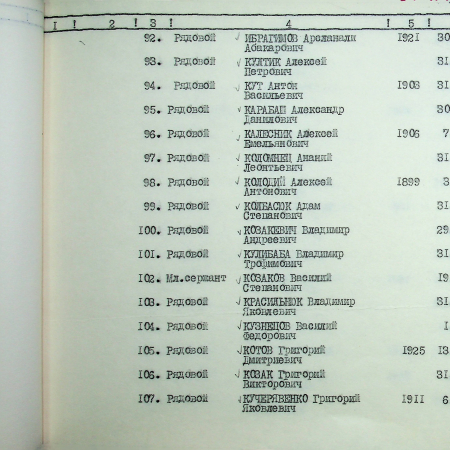 I ! 2 ! 3 ! 4 ! 5 !
92. Рядовой ИБРАГИМОВ Арсланали 1921 30
Абакарович
93. Рядовой КУЛТИК Алексей 31
Петрович
94. Рядовой КУТ Антон 1903 31
Васильевич
95. Рядовой КАРАБАШ Александр 30
Данилович
96. Рядовой КАЛЕСНИК Алексей 1906 7
Емельянович
97. Рядовой КОЛОМИЕЦ Ананий 31
Леонтьевич
98. Рядовой КОЛОДИЙ Алексей 1899 3
Антонович
99. Рядовой КОЛБАСЮК Адам 31
Степанович
100. Рядовой КОЗАКЕВИЧ Владимир 29
Андреевич
101. Рядовой КУЛИБАБА Владимир 31
Трофимович
102. Мл.сержант КОЗАКОВ Василий 19
Степанович
103. Рядовой КРАСИЛЬНЮК Владимир 31
Яковлевич
104. Рядовой КУЗНЕЦОВ Василий 1
Федорович
105. Рядовой КОТОВ Григорий 1925 13
Дмитриевич
106. Рядовой КОЗАК Григорий 31
Викторович
107. Рядовой КУЧЕРЯВЕНКО Григорий 1911 6
Яковлевич